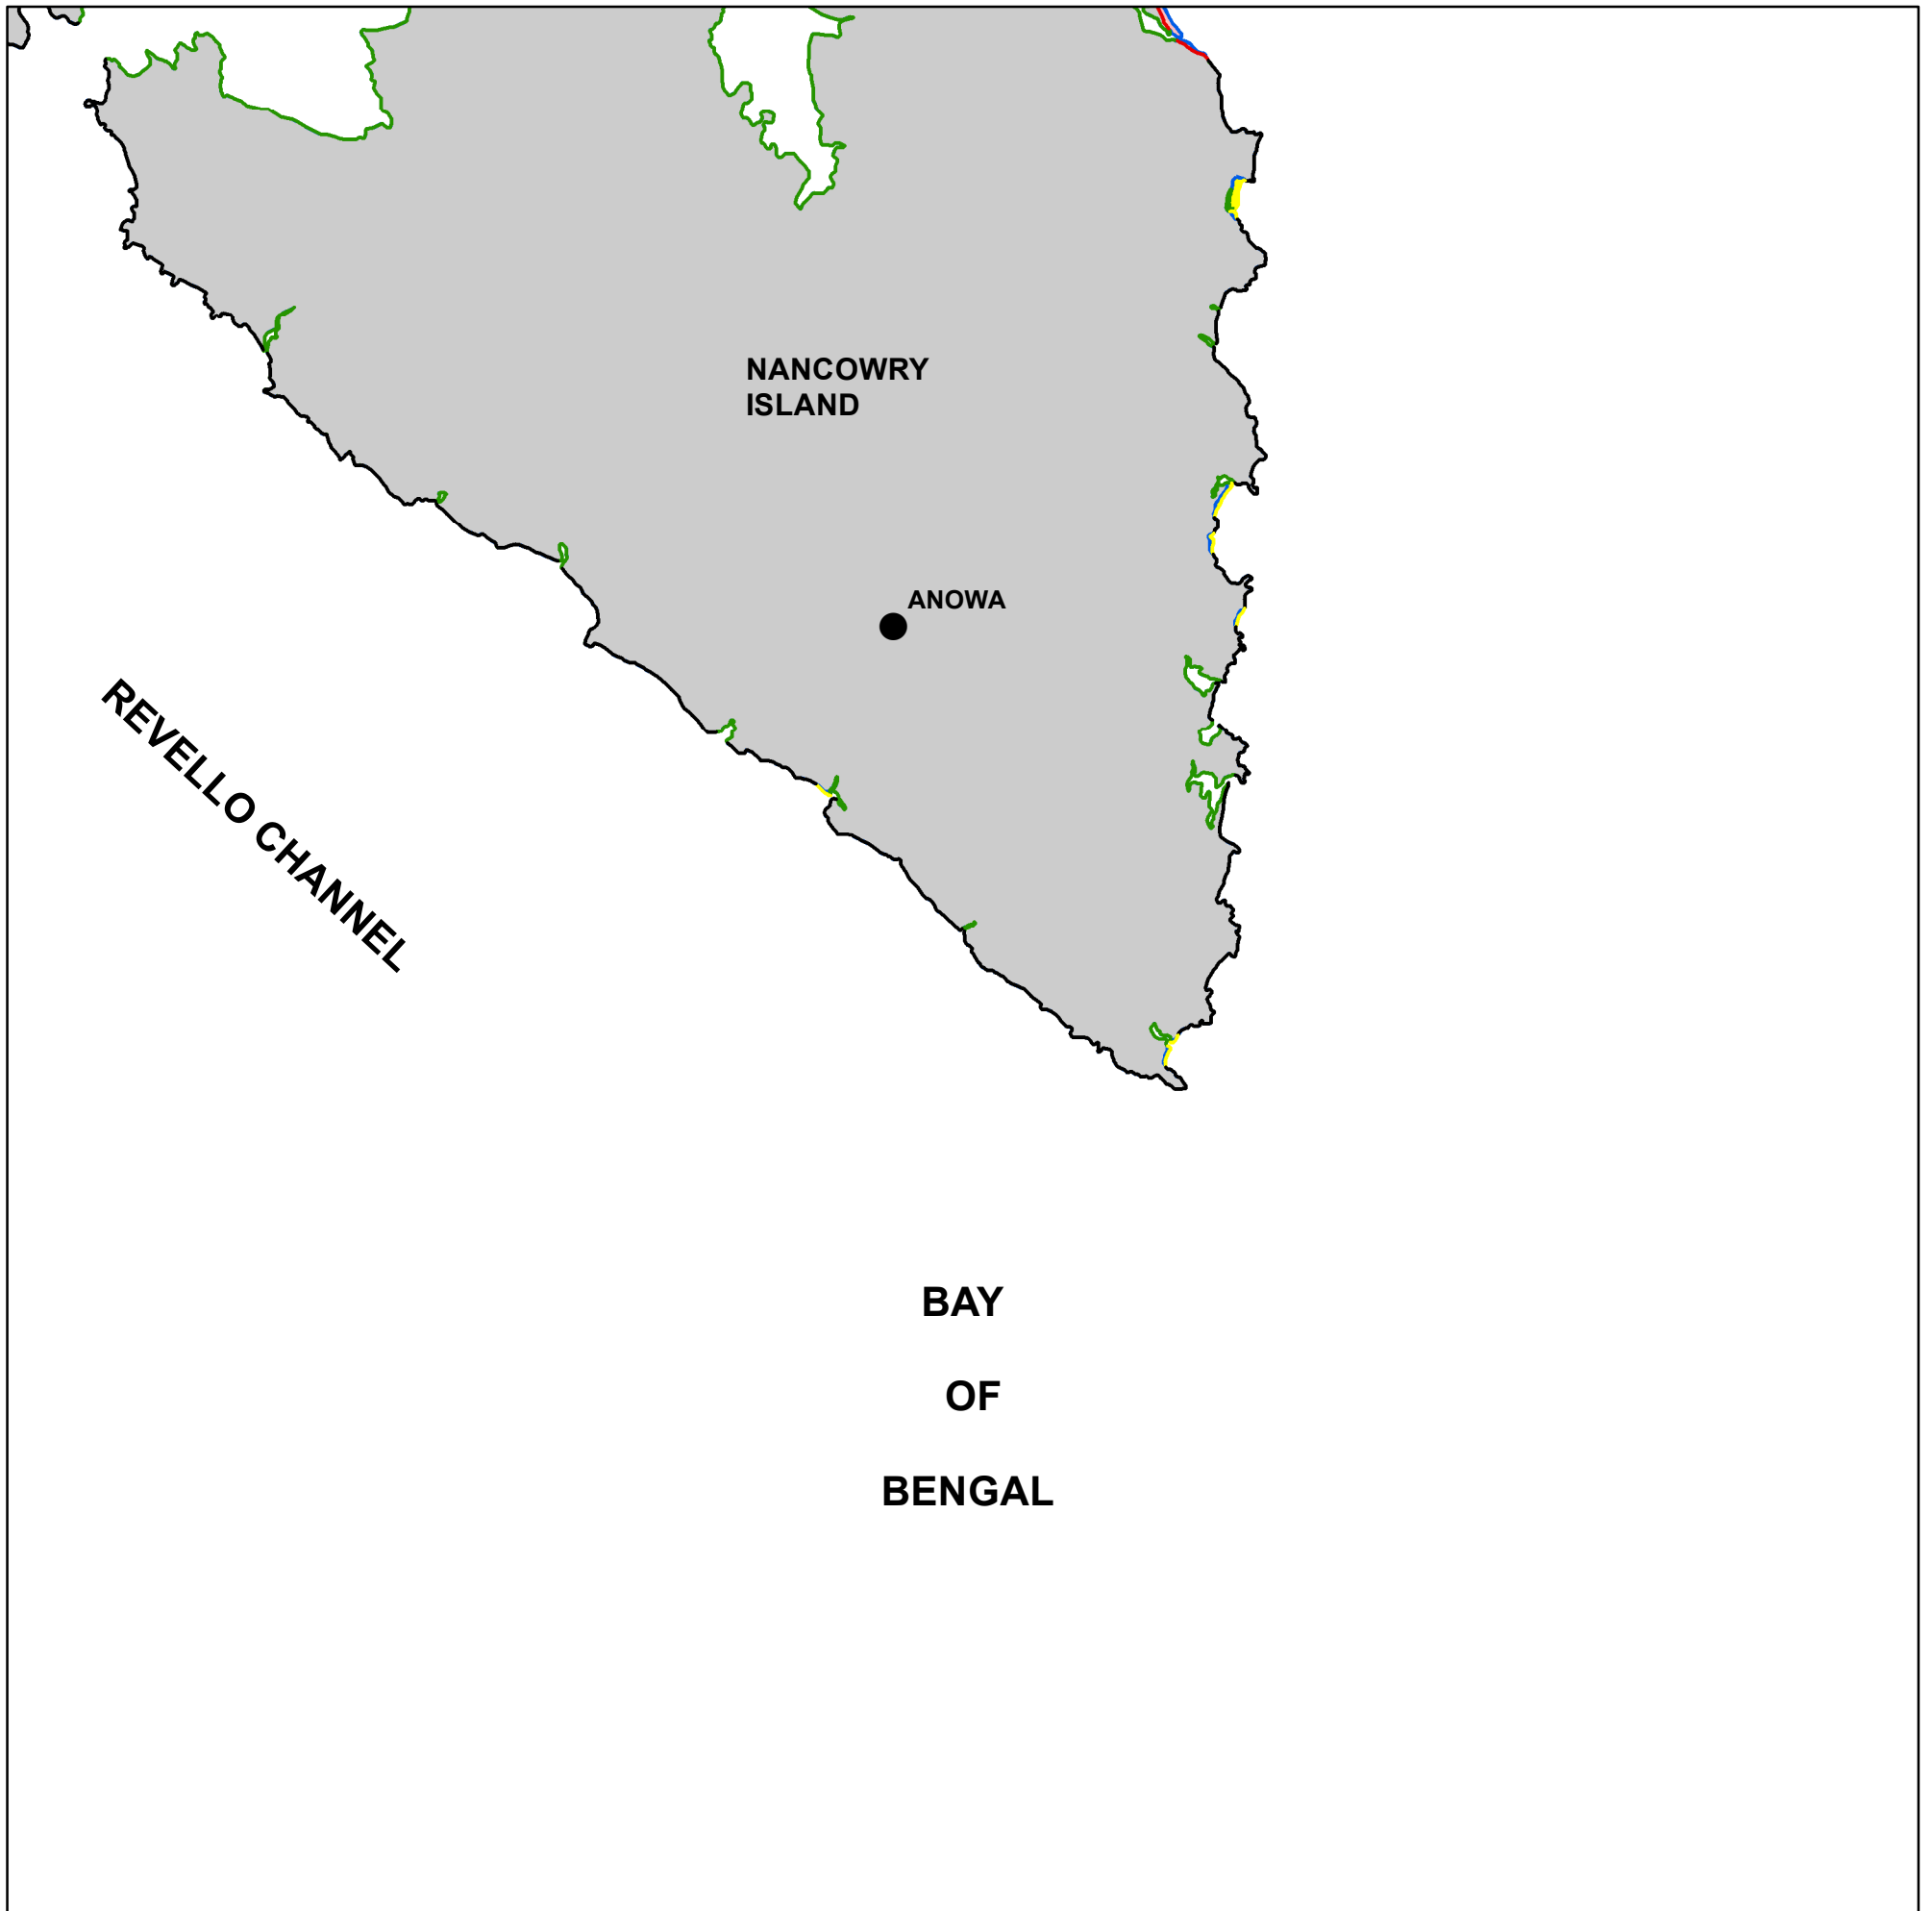 NANCOWRY
ISLAND
ANOWA
REVELLO CHANNEL
BAY
OF
BENGAL